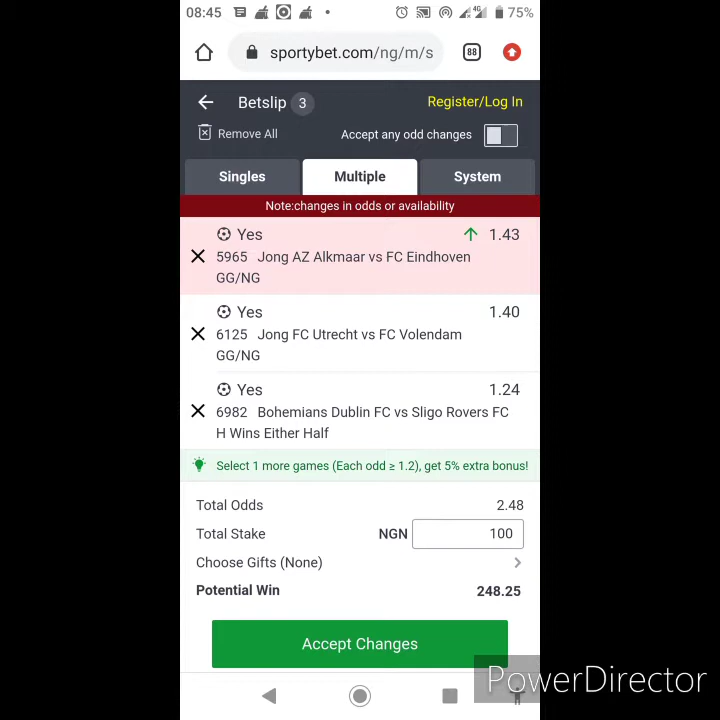 08:45 4G 75%
sportybet.com/ng/m/s 88
Betslip 3 Register/Log In
Remove All Accept any odd changes
Singles Multiple System
Note:changes in odds or availability
Yes 1.43
5965 Jong AZ Alkmaar vs FC Eindhoven
GG/NG
Yes 1.40
6125 Jong FC Utrecht vs FC Volendam
GG/NG
Yes 1.24
6982 Bohemians Dublin FC vs Sligo Rovers FC
H Wins Either Half
Select 1 more games (Each odd ≥ 1.2), get 5% extra bonus!
Total Odds 2.48
Total Stake NGN 100
Choose Gifts (None)
Potential Win 248.25
Accept Changes
PowerDirector